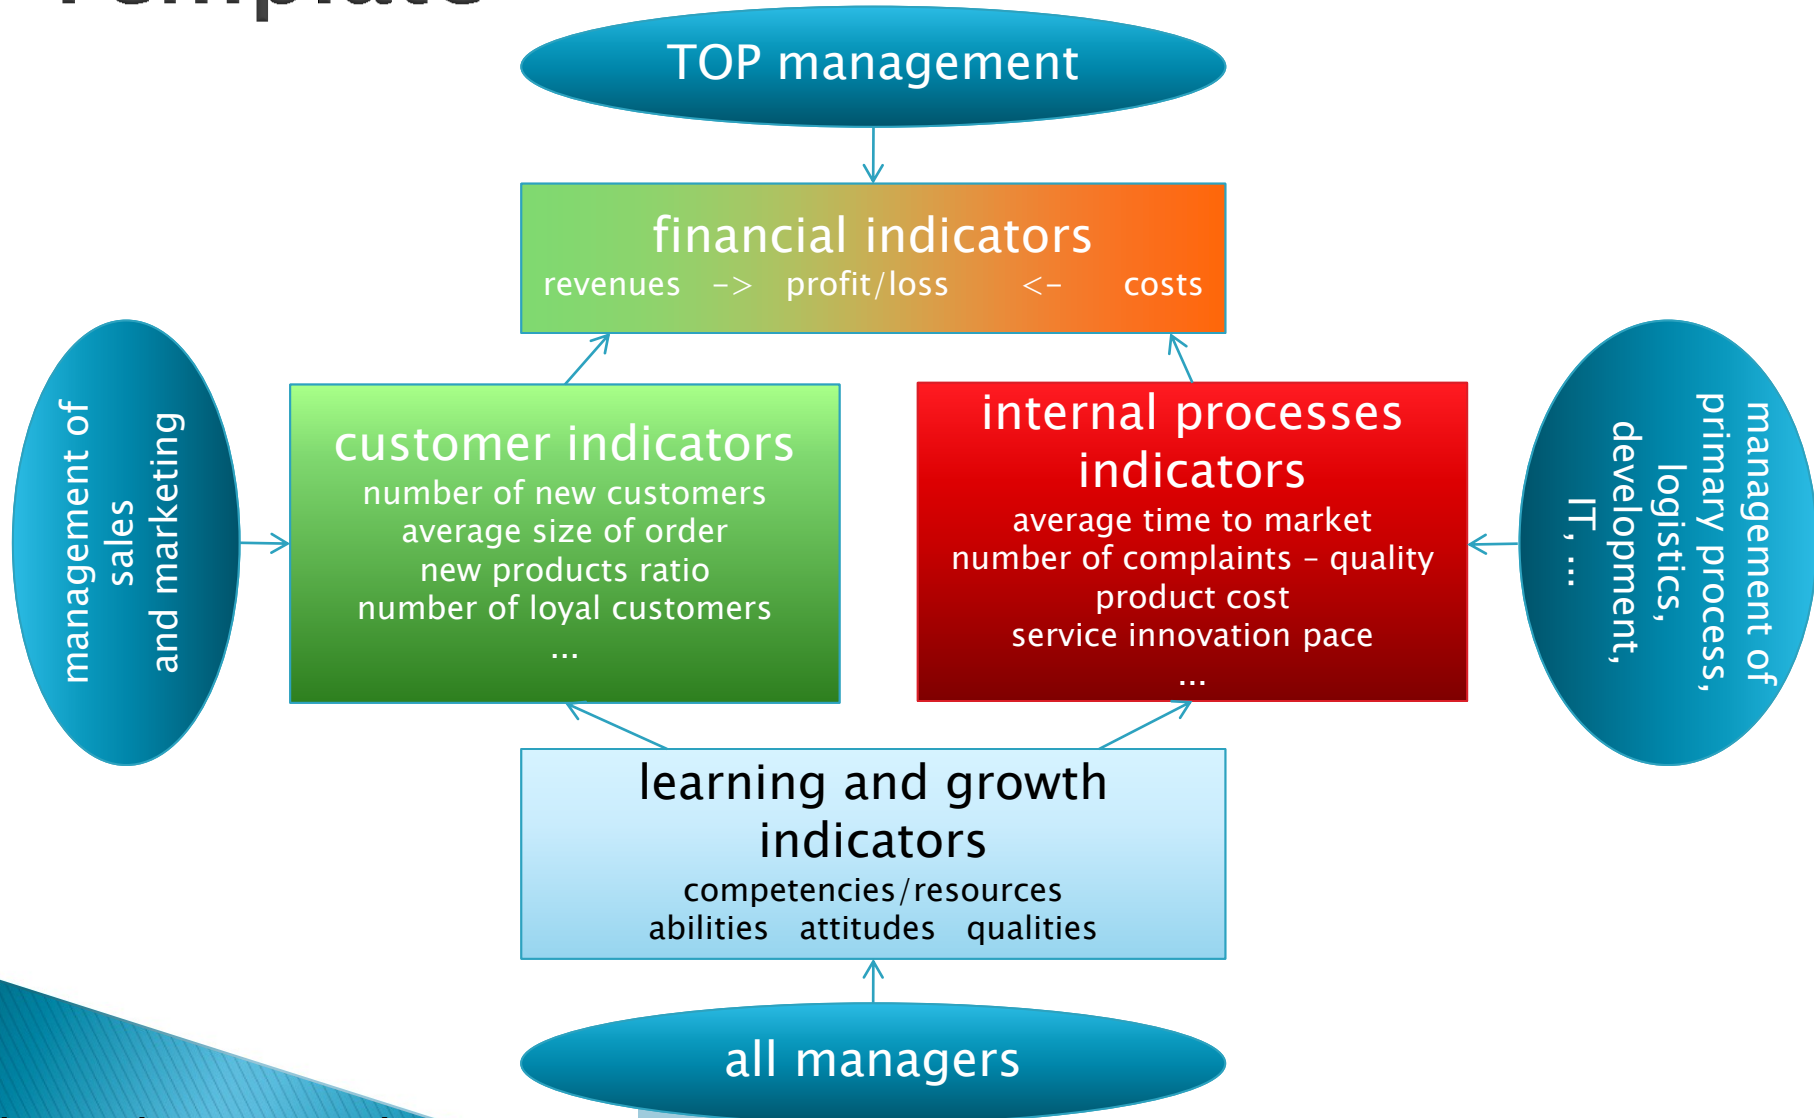 Template
TOP management
financial indicators
revenues -> profit/loss <- costs
management of
sales
and marketing
customer indicators
number of new customers
average size of order
new products ratio
number of loyal customers
...
internal processes
indicators
average time to market
number of complaints – quality
product cost
service innovation pace
...
management of
primary process,
logistics,
development,
IT, ...
learning and growth
indicators
competencies/resources
abilities attitudes qualities
all managers